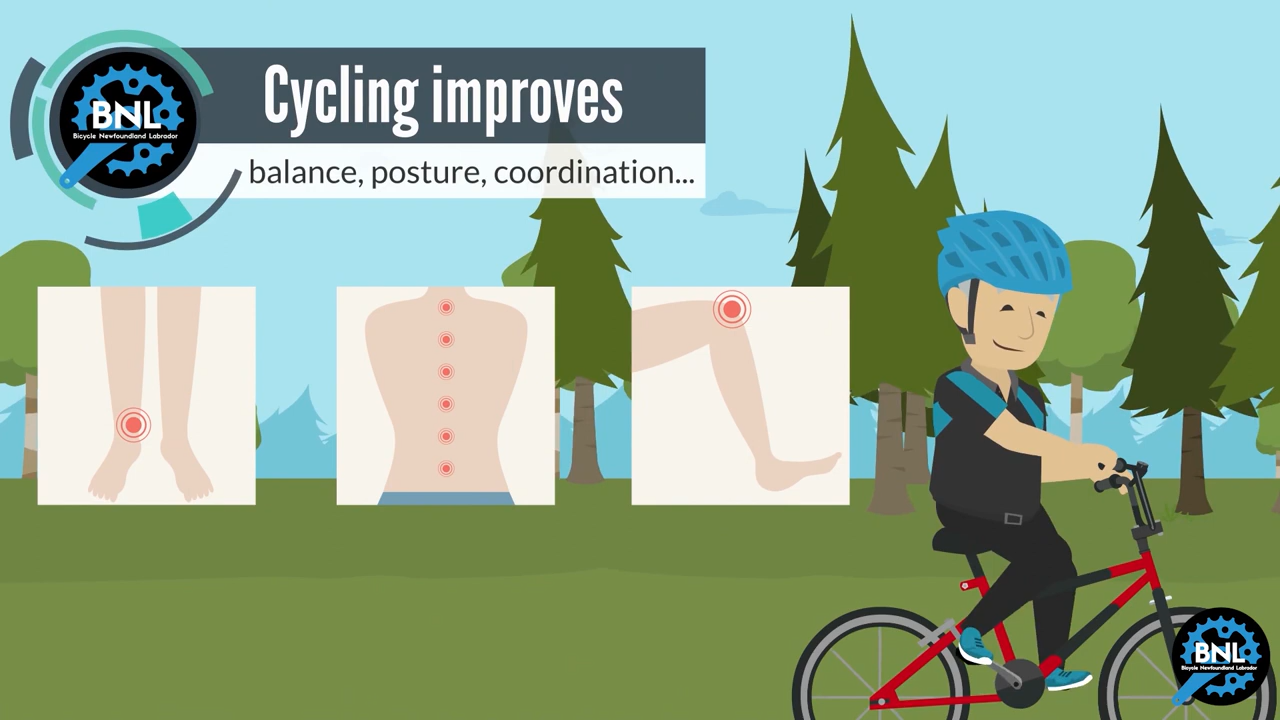 Cycling improves
balance, posture, coordination...
BNL
Bicycle Newfoundland Labrador
BNL
Bicycle Newfoundland Labrador